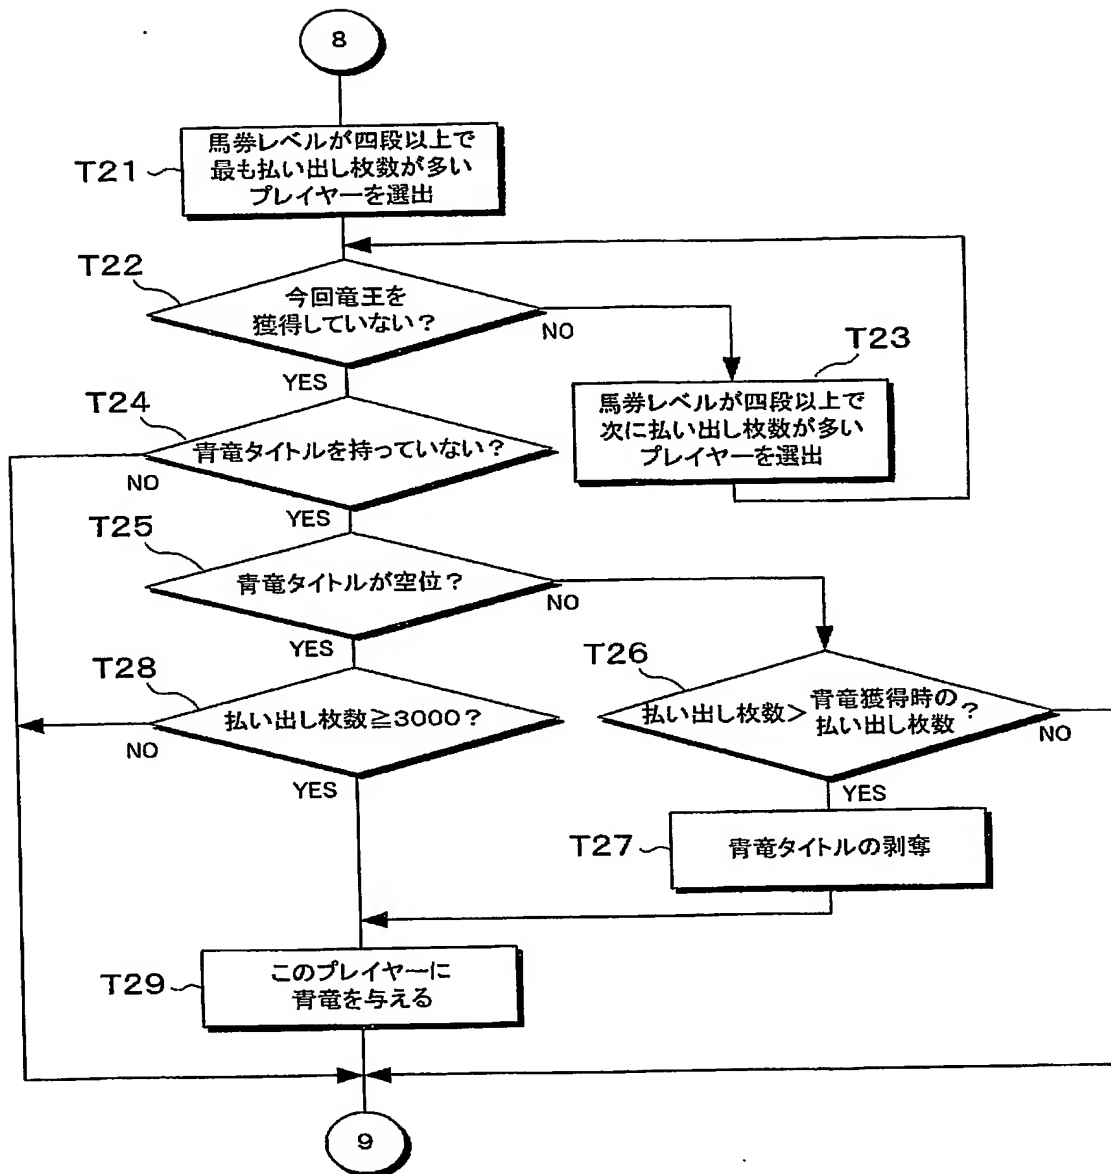 8
T21
馬券レベルが四段以上で
最も払い出し枚数が多い
プレイヤーを選出
T22
今回竜王を
獲得していない？
NO
YES
T23
馬券レベルが四段以上で
次に払い出し枚数が多い
プレイヤーを選出
T24
青竜タイトルを持っていない？
NO
YES
T25
青竜タイトルが空位？
NO
YES
T26
払い出し枚数>青竜獲得時の払い出し枚数?
NO
YES
T28
払い出し枚数≧3000？
NO
YES
T27
青竜タイトルの剥奪
T29
このプレイヤーに
青竜を与える
9